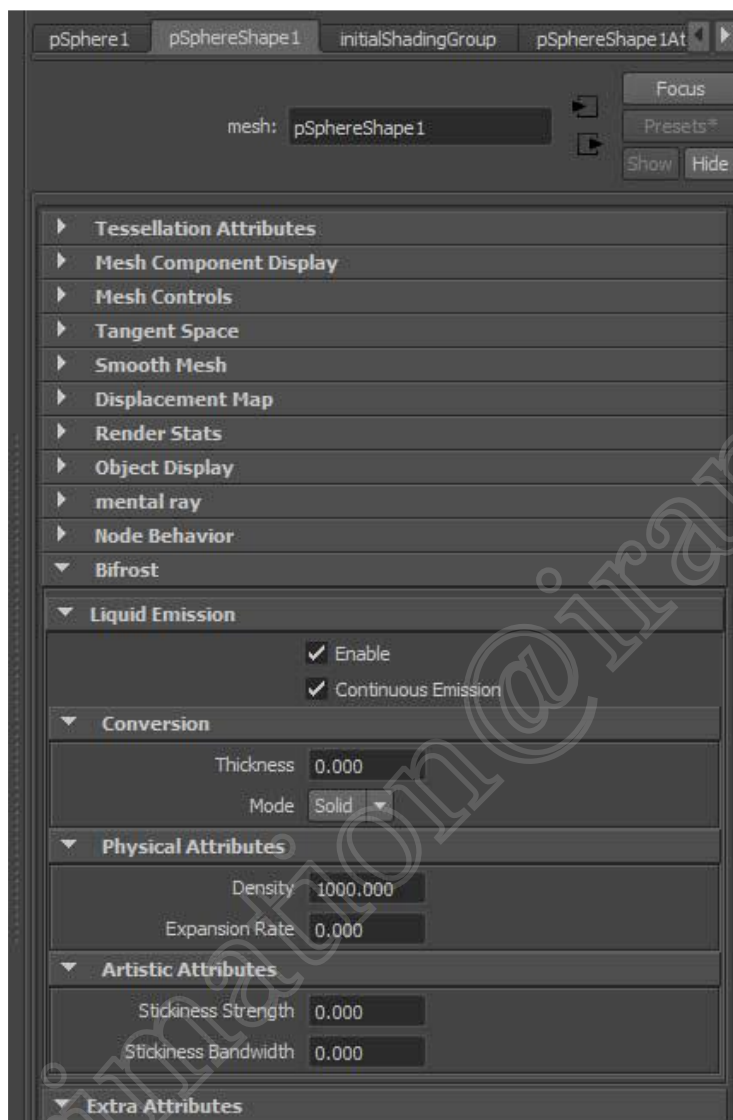 pSphere1 pSphereShape1 initialShadingGroup pSphereShape1At
Focus
mesh: pSphereShape1
Presets*
Show Hide
Tessellation Attributes
Mesh Component Display
Mesh Controls
Tangent Space
Smooth Mesh
Displacement Map
Render Stats
Object Display
mental ray
Node Behavior
Bifrost
Liquid Emission
Enable
Continuous Emission
Conversion
Thickness 0.000
Mode Solid
Physical Attributes
Density 1000.000
Expansion Rate 0.000
Artistic Attributes
Stickiness Strength 0.000
Stickiness Bandwidth 0.000
Extra Attributes
imation@ira